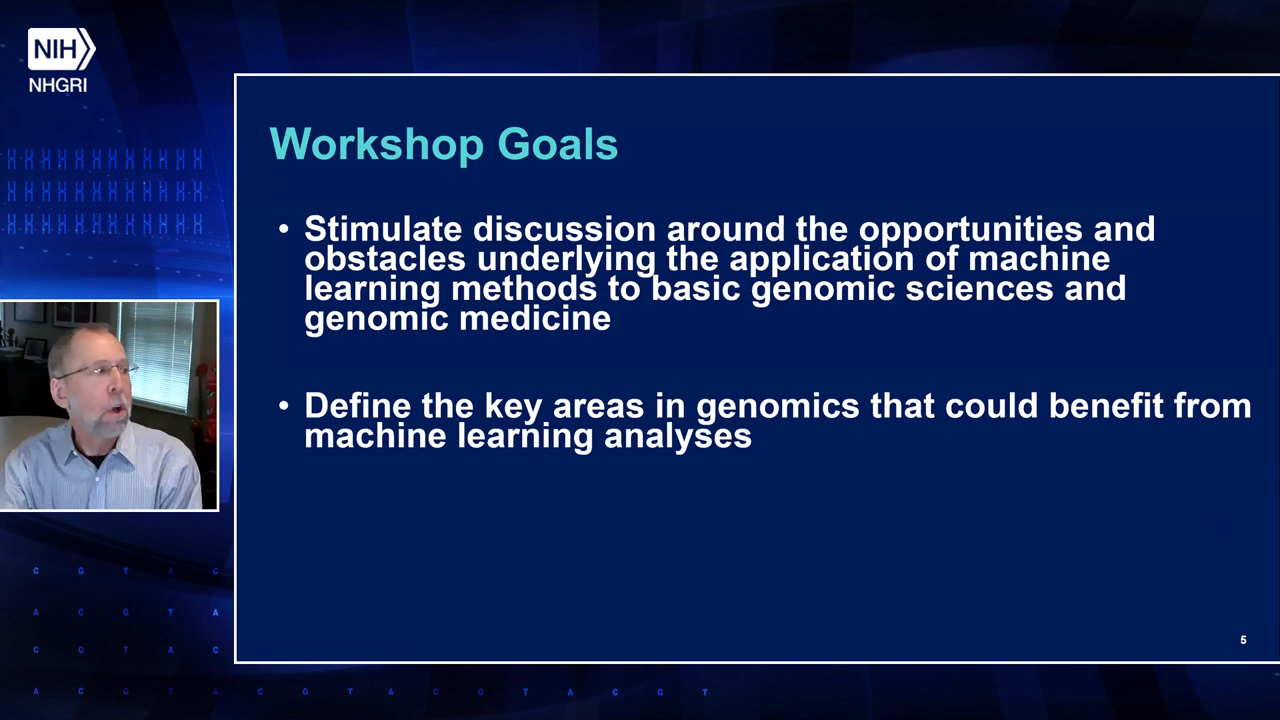 NIH
NHGRI
Workshop Goals
• Stimulate discussion around the opportunities and
obstacles underlying the application of machine
learning methods to basic genomic sciences and
genomic medicine
• Define the key areas in genomics that could benefit from
machine learning analyses
5
C G T A C
A C G T A
C G T A C
A C G T A C G T A C G T A C G T